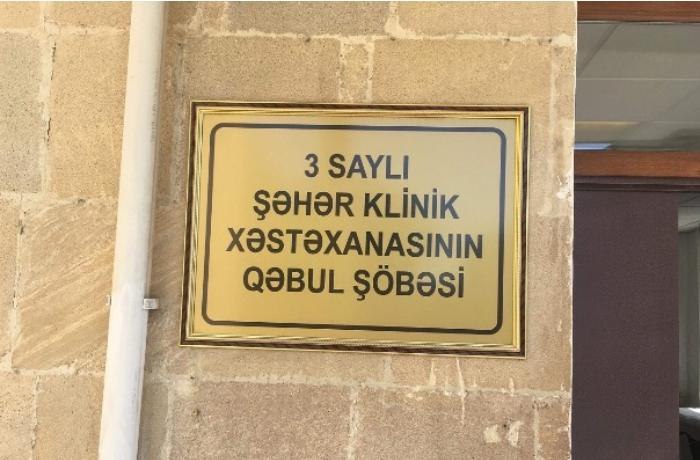 3 SAYLI
ŞƏHƏR KLİNİK
XƏSTƏXANASININ
QƏBUL ŞÖBƏSİ